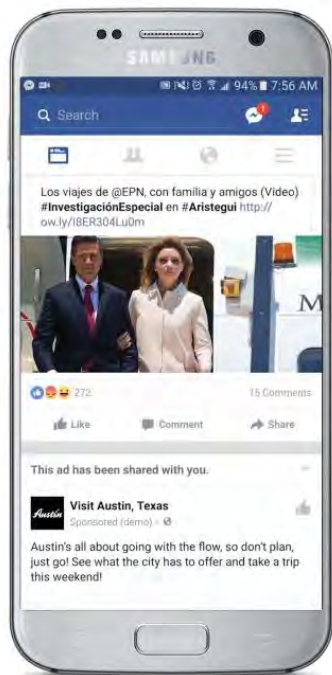 SAMSUNG
94% 7:56 AM
Search
1
Los viajes de @EPN, con familia y amigos (Video)
#InvestigaciónEspecial en #Aristegui http://
ow.ly/I8ER304Lu0m
M
272
15 Comments
Like Comment Share
This ad has been shared with you.
Austin
Visit Austin, Texas
Sponsored (demo) ·
Austin's all about going with the flow, so don't plan,
just go! See what the city has to offer and take a trip
this weekend!